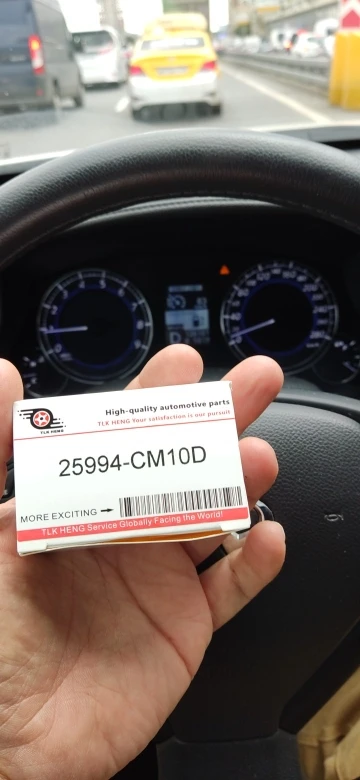 High-quality automotive parts
TLK HENG Your satisfaction is our pursuit
TLK HENG
25994-CM10D
MORE EXCITING
TLK HENG Service Globally Facing the World!